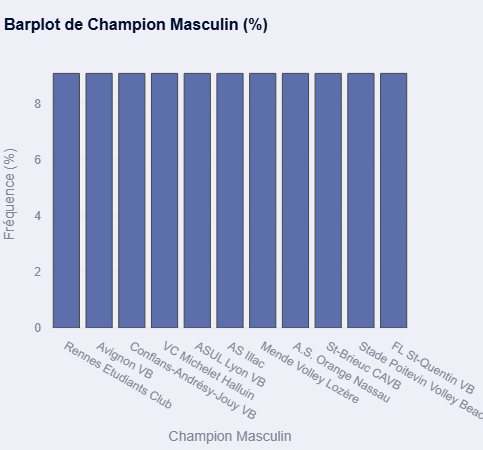 Barplot de Champion Masculin (%)
Fréquence (%)
8
6
4
2
0
Rennes Etudiants Club
Avignon VB
Conflans-Andrésy-Jouy VB
VC Michelet Halluin
ASUL Lyon VB
AS Illac
Mende Volley Lozère
A.S. Orange Nassau
St-Brieuc CAVB
Stade Poitevin Volley Beac
FL St-Quentin VB
Champion Masculin